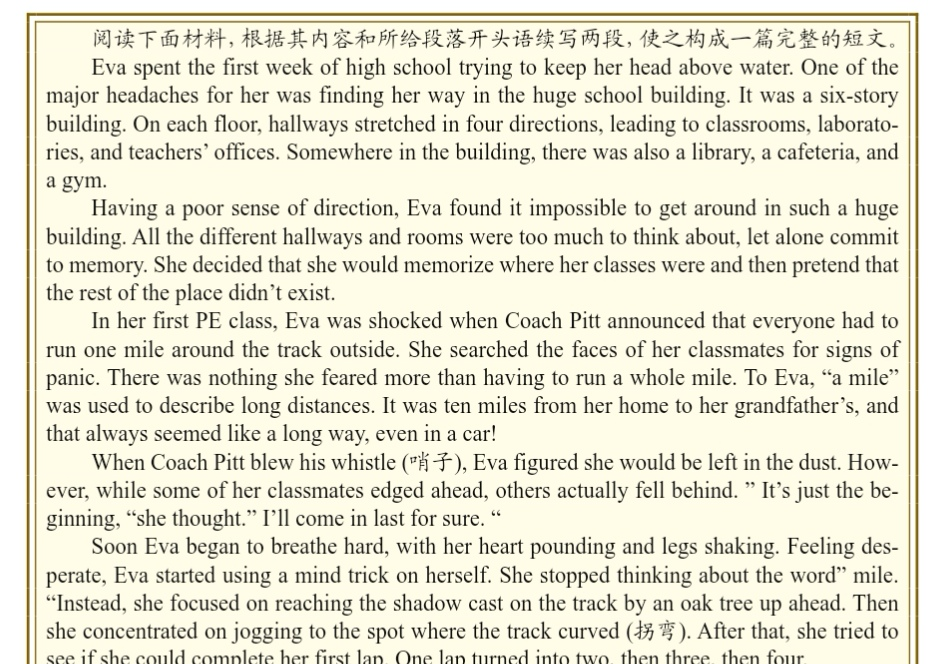 阅读下面材料, 根据其内容和所给段落开头语续写两段, 使之构成一篇完整的短文。
Eva spent the first week of high school trying to keep her head above water. One of the
major headaches for her was finding her way in the huge school building. It was a six-story
building. On each floor, hallways stretched in four directions, leading to classrooms, laborato-
ries, and teachers' offices. Somewhere in the building, there was also a library, a cafeteria, and
a gym.
Having a poor sense of direction, Eva found it impossible to get around in such a huge
building. All the different hallways and rooms were too much to think about, let alone commit
to memory. She decided that she would memorize where her classes were and then pretend that
the rest of the place didn't exist.
In her first PE class, Eva was shocked when Coach Pitt announced that everyone had to
run one mile around the track outside. She searched the faces of her classmates for signs of
panic. There was nothing she feared more than having to run a whole mile. To Eva, “a mile”
was used to describe long distances. It was ten miles from her home to her grandfather's, and
that always seemed like a long way, even in a car!
When Coach Pitt blew his whistle (哨子), Eva figured she would be left in the dust. How-
ever, while some of her classmates edged ahead, others actually fell behind. ” It's just the be-
ginning, “she thought.” I'll come in last for sure. “
Soon Eva began to breathe hard, with her heart pounding and legs shaking. Feeling des-
perate, Eva started using a mind trick on herself. She stopped thinking about the word” mile.
“Instead, she focused on reaching the shadow cast on the track by an oak tree up ahead. Then
she concentrated on jogging to the spot where the track curved (拐弯). After that, she tried to
see if she could complete her first lap. One lap turned into two, then three, then four.